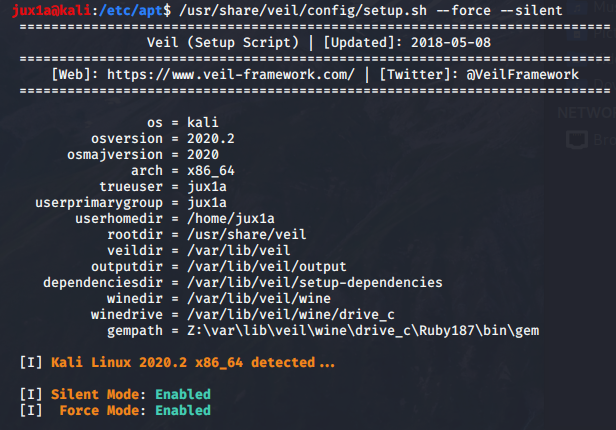 jux1a@kali:/etc/apt$ /usr/share/veil/config/setup.sh --force --silent
==========================================================================
Veil (Setup Script) | [Updated]: 2018-05-08
==========================================================================
[Web]: https://www.veil-framework.com/ | [Twitter]: @VeilFramework
==========================================================================
os = kali
osversion = 2020.2
osmajversion = 2020
arch = x86_64
trueuser = jux1a
userprimarygroup = jux1a
userhomedir = /home/jux1a
rootdir = /usr/share/veil
veildir = /var/lib/veil
outputdir = /var/lib/veil/output
dependenciesdir = /var/lib/veil/setup-dependencies
winedir = /var/lib/veil/wine
winedrive = /var/lib/veil/wine/drive_c
gempath = Z:\var\lib\veil\wine\drive_c\Ruby187\bin\gem
[I] Kali Linux 2020.2 x86_64 detected...
[I] Silent Mode: Enabled
[I]  Force Mode: Enabled